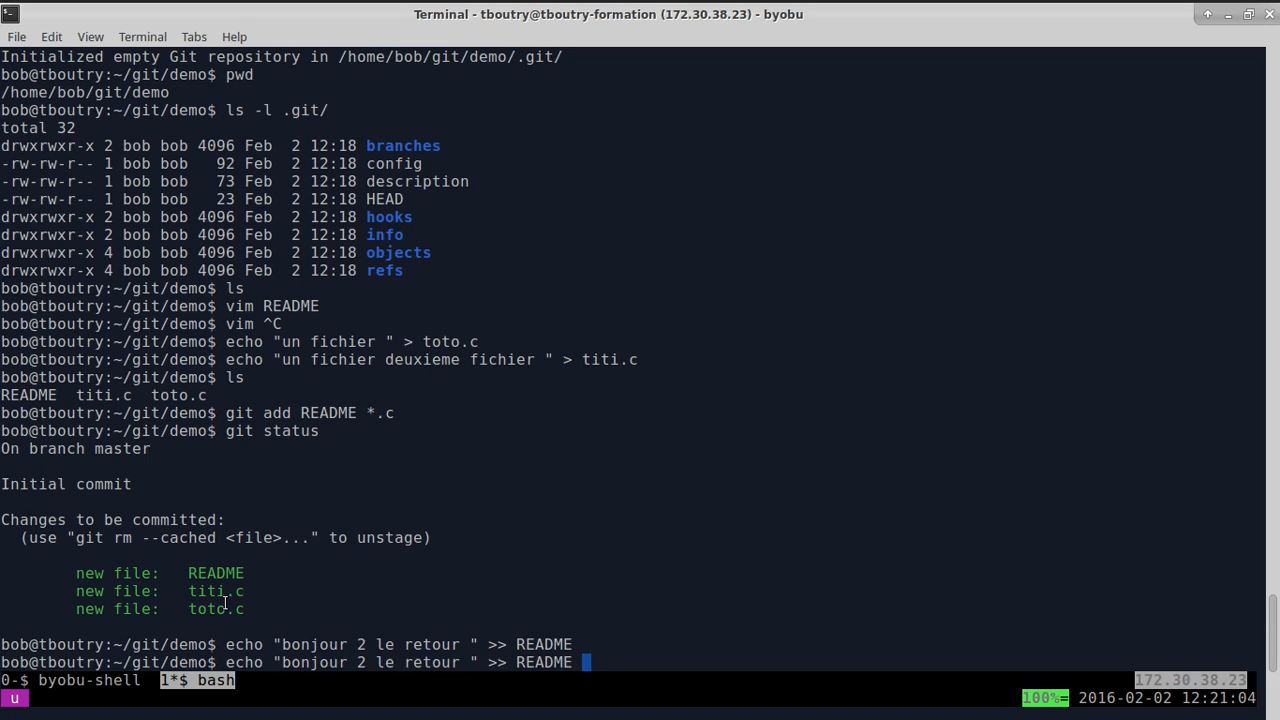 Terminal - tboutry@tboutry-formation (172.30.38.23) - byobu
File Edit View Terminal Tabs Help
Initialized empty Git repository in /home/bob/git/demo/.git/
bob@tboutry:~/git/demo$ pwd
/home/bob/git/demo
bob@tboutry:~/git/demo$ ls -l .git/
total 32
drwxrwxr-x 2 bob bob 4096 Feb  2 12:18 branches
-rw-rw-r-- 1 bob bob   92 Feb  2 12:18 config
-rw-rw-r-- 1 bob bob   73 Feb  2 12:18 description
-rw-rw-r-- 1 bob bob   23 Feb  2 12:18 HEAD
drwxrwxr-x 2 bob bob 4096 Feb  2 12:18 hooks
drwxrwxr-x 2 bob bob 4096 Feb  2 12:18 info
drwxrwxr-x 4 bob bob 4096 Feb  2 12:18 objects
drwxrwxr-x 4 bob bob 4096 Feb  2 12:18 refs
bob@tboutry:~/git/demo$ ls
bob@tboutry:~/git/demo$ vim README
bob@tboutry:~/git/demo$ vim ^C
bob@tboutry:~/git/demo$ echo "un fichier " > toto.c
bob@tboutry:~/git/demo$ echo "un fichier deuxieme fichier " > titi.c
bob@tboutry:~/git/demo$ ls
README  titi.c  toto.c
bob@tboutry:~/git/demo$ git add README *.c
bob@tboutry:~/git/demo$ git status
On branch master
Initial commit
Changes to be committed:
  (use "git rm --cached <file>..." to unstage)
        new file:   README
        new file:   titi.c
        new file:   toto.c
bob@tboutry:~/git/demo$ echo "bonjour 2 le retour " >> README
bob@tboutry:~/git/demo$ echo "bonjour 2 le retour " >> README
0-$ byobu-shell  1*$ bash 172.30.38.23
u 100%= 2016-02-02 12:21:04